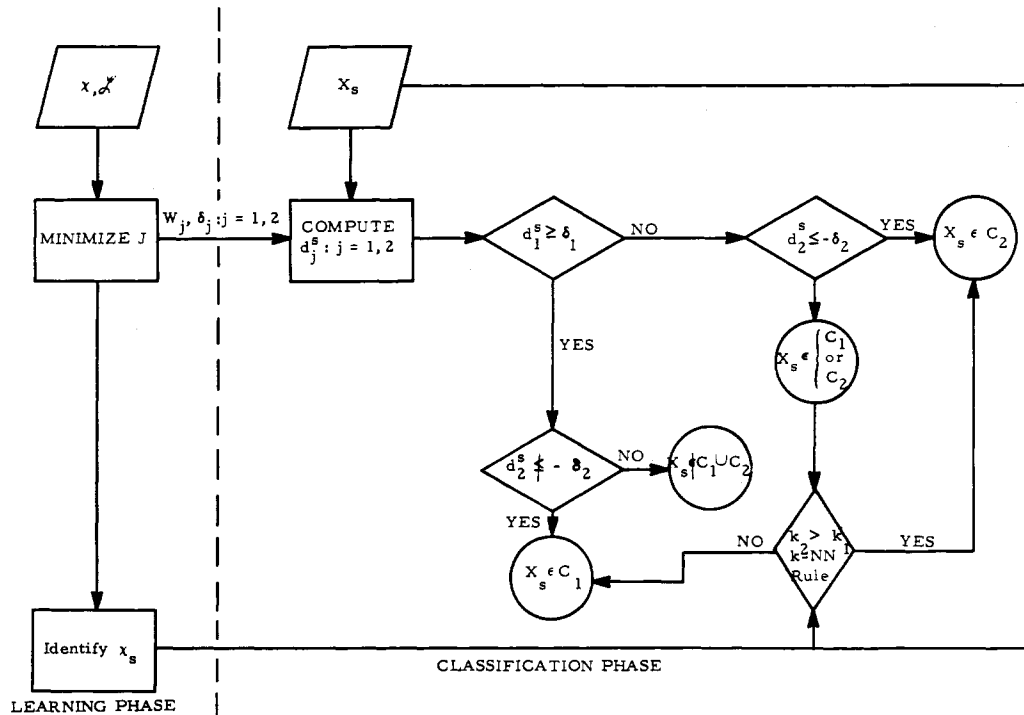 χ, ℒ
X_s
MINIMIZE J
W_j, δ_j : j = 1, 2
COMPUTE
d_j^s : j = 1, 2
d_1^s ≥ δ_1
NO
d_2^s ≤ -δ_2
YES
X_s ϵ C_2
YES
X_s ϵ { C_1
or
C_2
d_2^s ≰ - δ_2
NO
X_s ∉ C_1 ∪ C_2
YES
X_s ϵ C_1
NO
k_2 > k_1
k-NN
Rule
YES
Identify χ_s
CLASSIFICATION PHASE
LEARNING PHASE